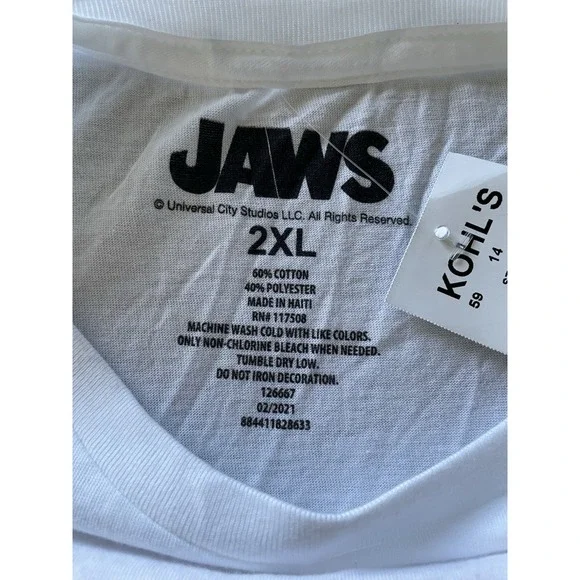 JAWS
© Universal City Studios LLC. All Rights Reserved.
2XL
60% COTTON
40% POLYESTER
MADE IN HAITI
RN# 117508
MACHINE WASH COLD WITH LIKE COLORS.
ONLY NON-CHLORINE BLEACH WHEN NEEDED.
TUMBLE DRY LOW.
DO NOT IRON DECORATION.
126667
02/2021
884411828633
KOHL'S
59 14